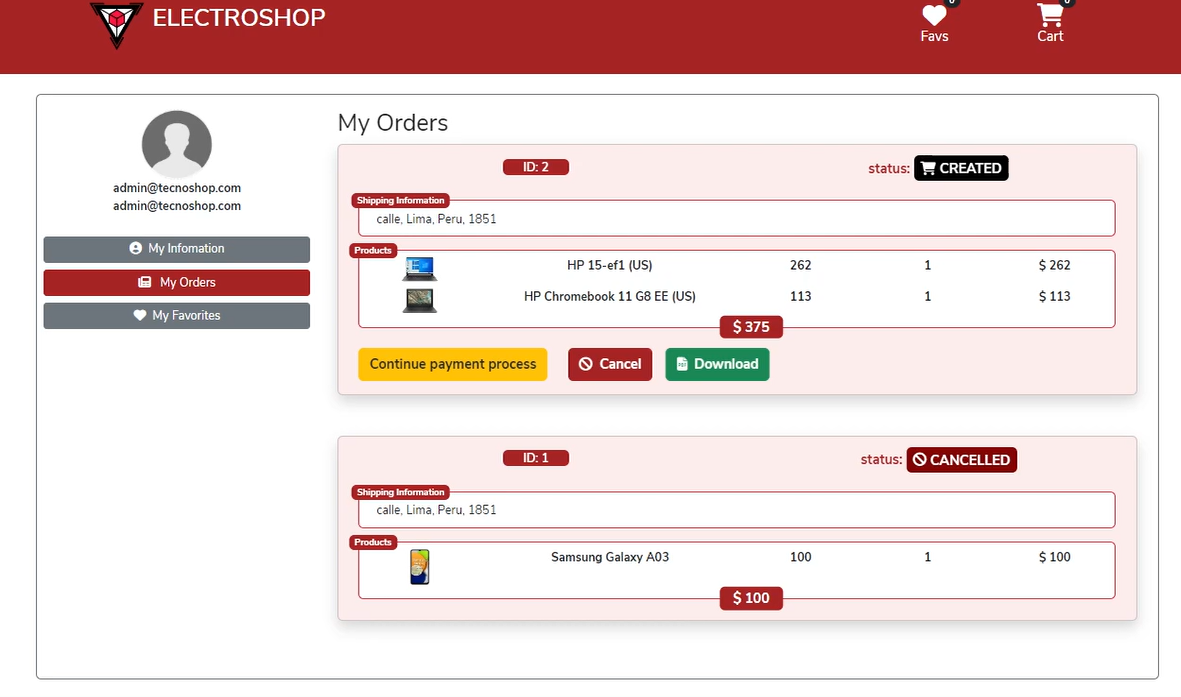 ELECTROSHOP
0
0
Favs
Cart
My Orders
admin@tecnoshop.com
admin@tecnoshop.com
My Infomation
My Orders
My Favorites
ID: 2
status: CREATED
Shipping Information
calle, Lima, Peru, 1851
Products
HP 15-ef1 (US) 262 1 $ 262
HP Chromebook 11 G8 EE (US) 113 1 $ 113
$ 375
Continue payment process
Cancel
Download
ID: 1
status: CANCELLED
Shipping Information
calle, Lima, Peru, 1851
Products
Samsung Galaxy A03 100 1 $ 100
$ 100